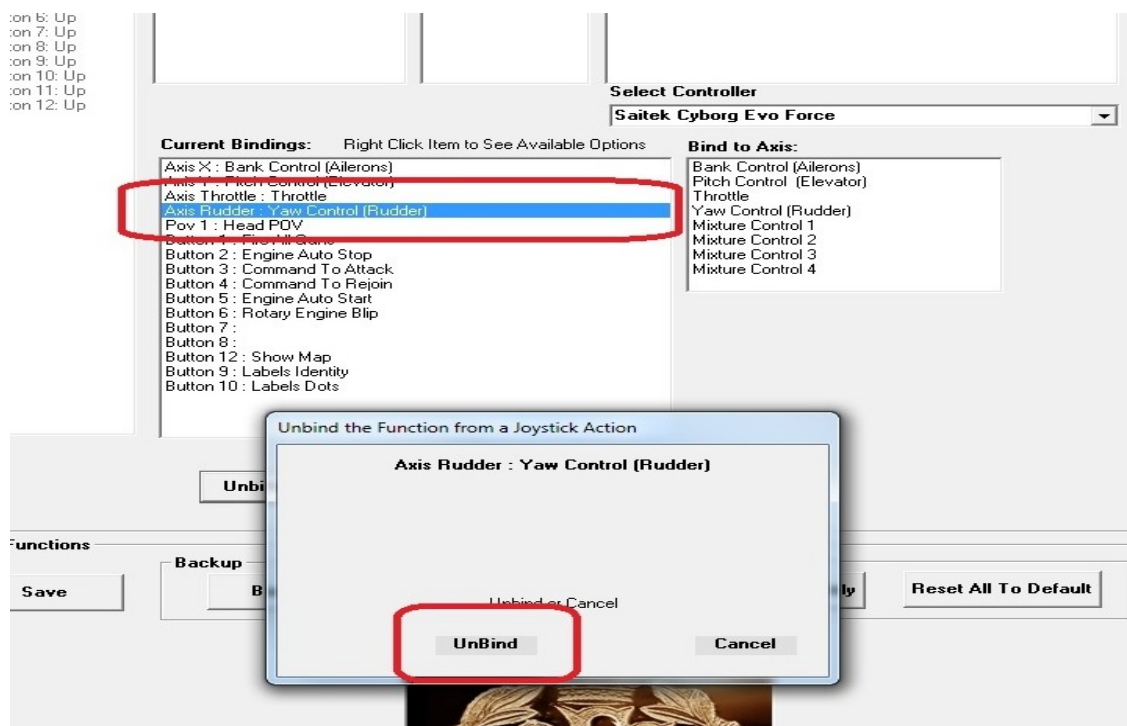 :on 6: Up
:on 7: Up
:on 8: Up
:on 9: Up
:on 10: Up
:on 11: Up
:on 12: Up
Select Controller
Saitek Cyborg Evo Force
Current Bindings: Right Click Item to See Available Options
Bind to Axis:
Axis X : Bank Control (Ailerons)
Axis Y : Pitch Control (Elevator)
Axis Throttle : Throttle
Axis Rudder : Yaw Control (Rudder)
Pov 1 : Head POV
Button 1 : Fire All Guns
Button 2 : Engine Auto Stop
Button 3 : Command To Attack
Button 4 : Command To Rejoin
Button 5 : Engine Auto Start
Button 6 : Rotary Engine Blip
Button 7 :
Button 8 :
Button 12 : Show Map
Button 9 : Labels Identity
Button 10 : Labels Dots
Bank Control (Ailerons)
Pitch Control (Elevator)
Throttle
Yaw Control (Rudder)
Mixture Control 1
Mixture Control 2
Mixture Control 3
Mixture Control 4
Unbi
Unbind the Function from a Joystick Action
Axis Rudder : Yaw Control (Rudder)
Unbind or Cancel
UnBind
Cancel
Functions
Save
Backup
B
ly
Reset All To Default